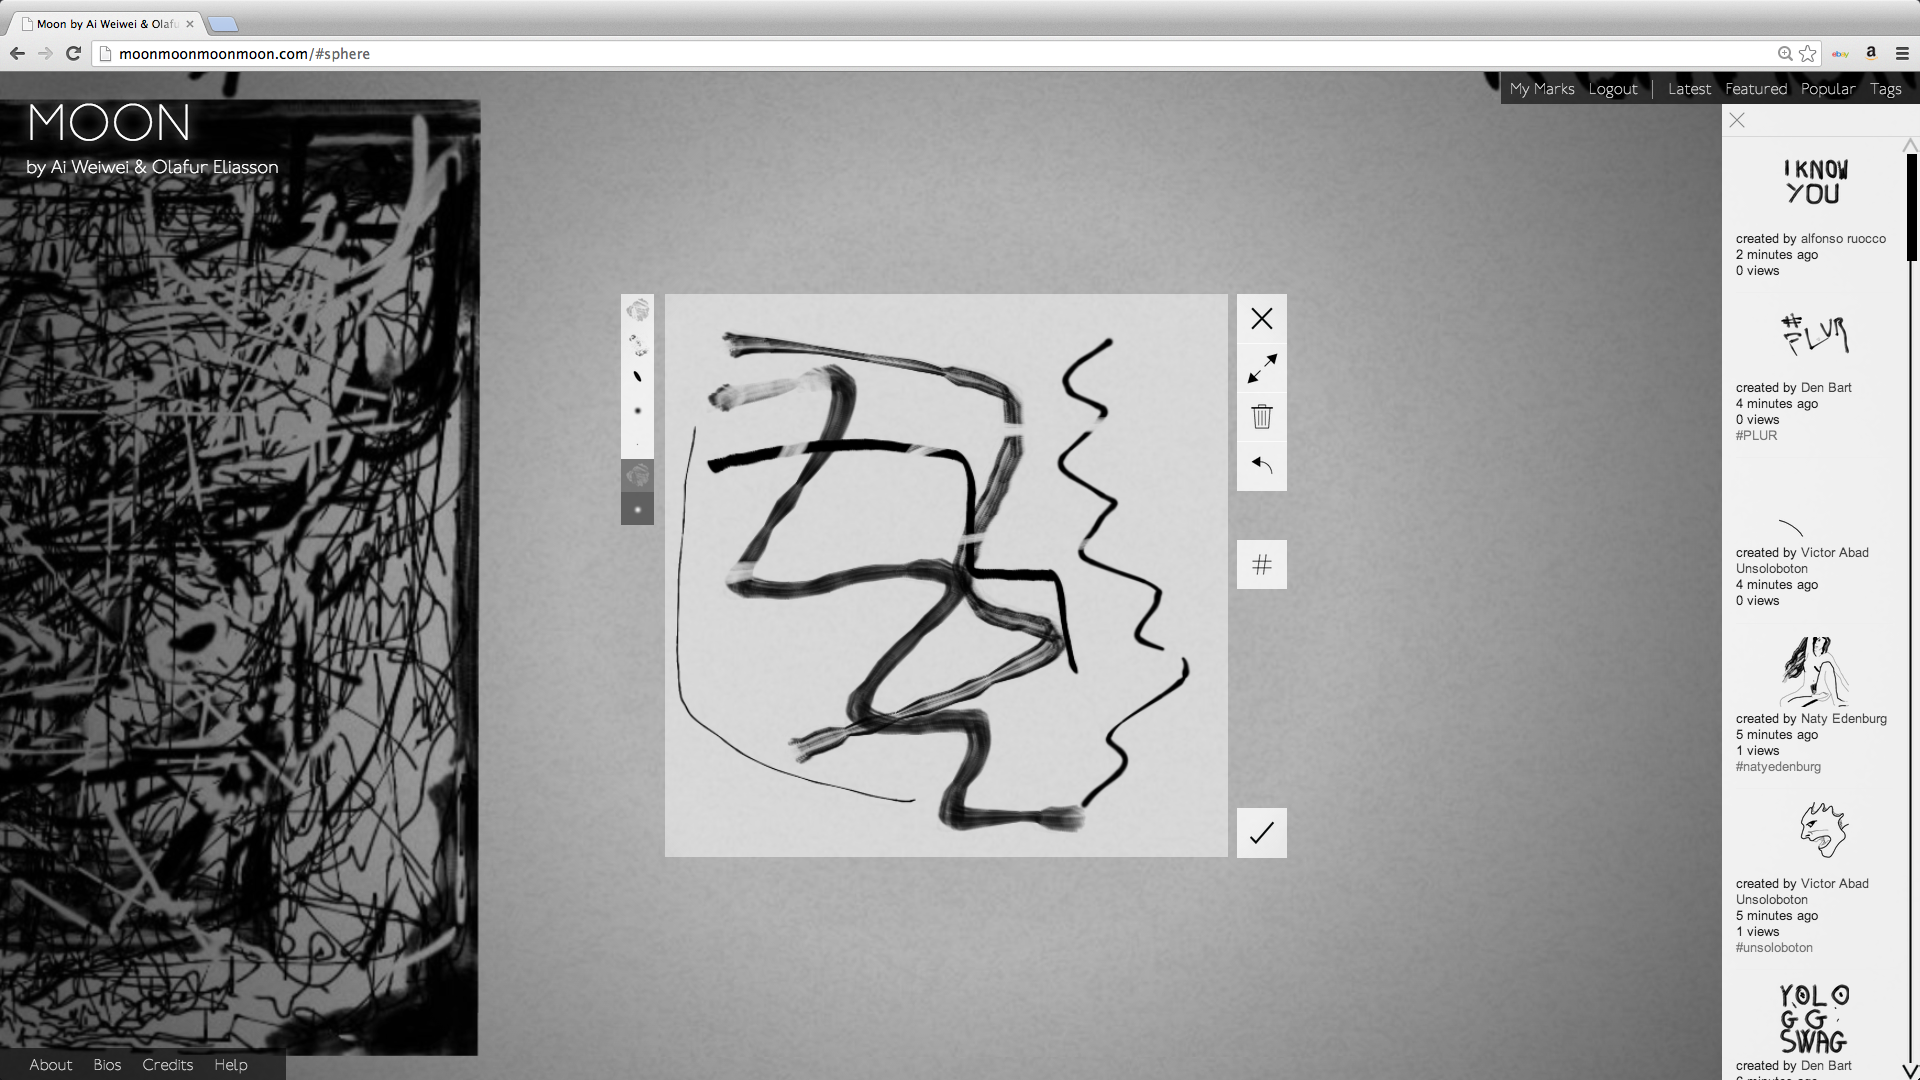 Moon by Ai Weiwei & Olafu
moonmoonmoonmoon.com/#sphere
ebay
a
MOON
by Ai Weiwei & Olafur Eliasson
My Marks Logout | Latest Featured Popular Tags
#
I KNOW
YOU
created by alfonso ruocco
2 minutes ago
0 views
#
PLUR
created by Den Bart
4 minutes ago
0 views
#PLUR
created by Victor Abad
Unsoloboton
4 minutes ago
0 views
created by Naty Edenburg
5 minutes ago
1 views
#natyedenburg
created by Victor Abad
Unsoloboton
5 minutes ago
1 views
#unsoloboton
YOLO
G G
SWAG
created by Den Bart
About Bios Credits Help